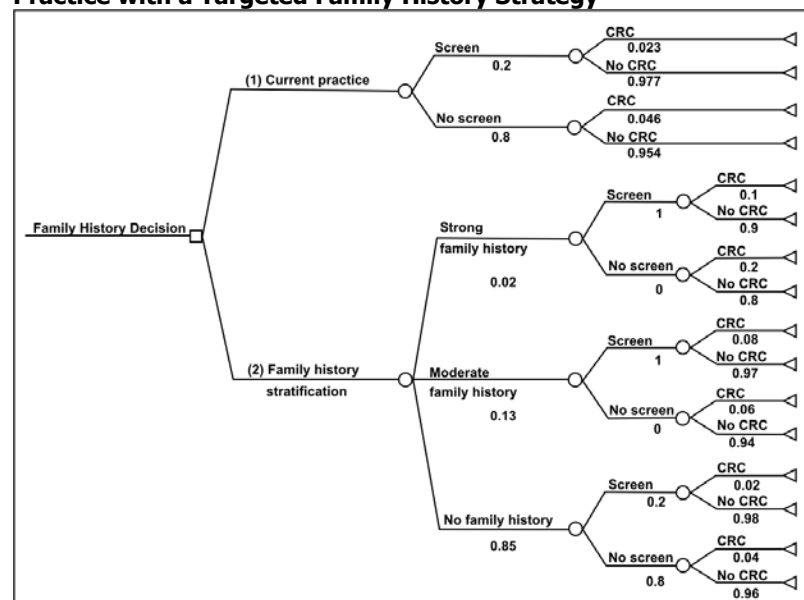 Practice with a Targeted Family History Strategy
CRC
0.023
Screen
0.2
No CRC
0.977
(1) Current practice
CRC
0.046
No screen
0.8
No CRC
0.954
Family History Decision
CRC
0.1
Screen
1
No CRC
0.9
Strong
family history
0.02
CRC
0.2
No screen
0
No CRC
0.8
(2) Family history
stratification
CRC
0.08
Screen
1
No CRC
0.97
Moderate
family history
0.13
CRC
0.06
No screen
0
No CRC
0.94
CRC
0.02
Screen
0.2
No CRC
0.98
No family history
0.85
CRC
0.04
No screen
0.8
No CRC
0.96